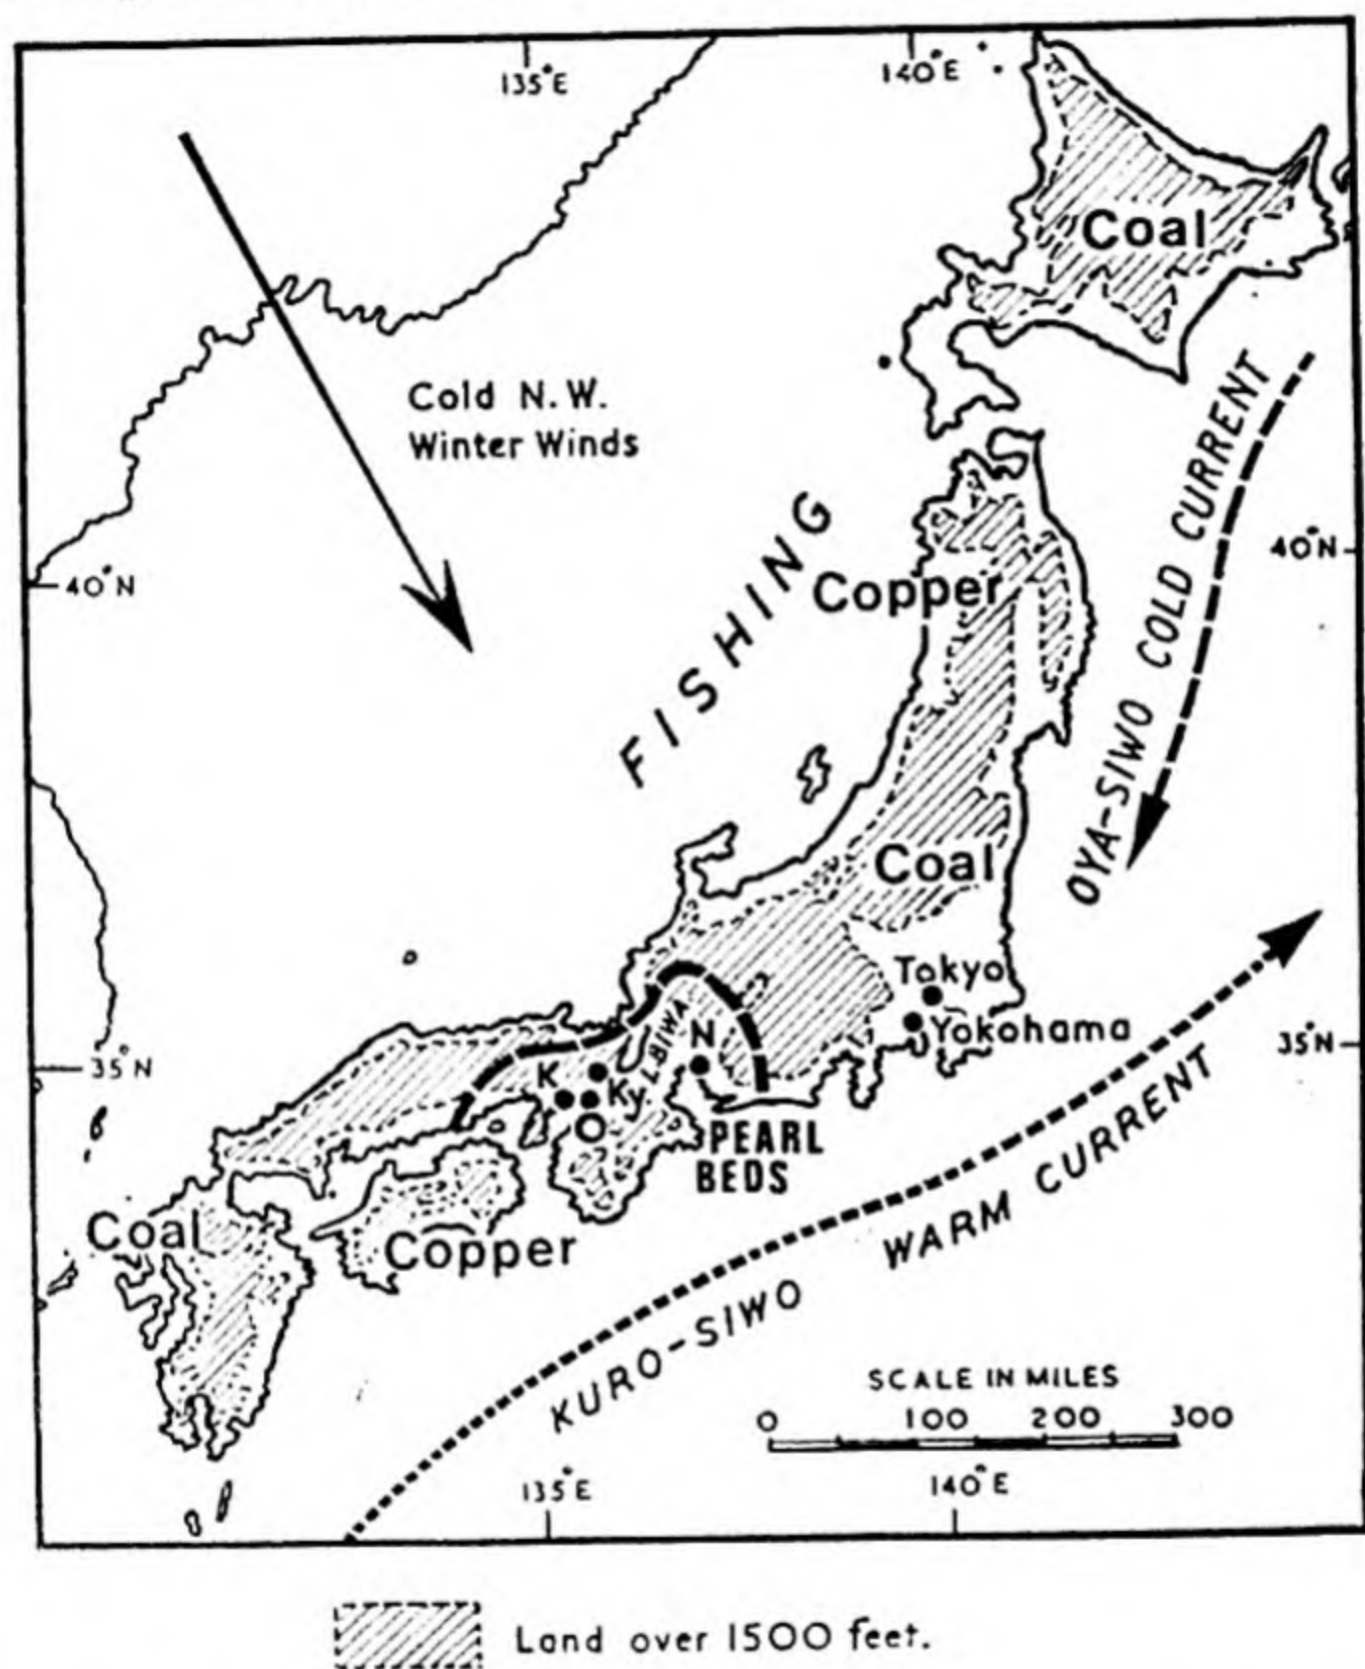 135°E
140°E
Coal
Cold N.W.
Winter Winds
FISHING
Copper
OYA-SIWO COLD CURRENT
40°N
40°N
Coal
Tokyo
Yokohama
L.BIWA
N
K
Ky
O
35°N
35°N
PEARL
BEDS
Coal
Copper
KURO-SIWO WARM CURRENT
SCALE IN MILES
0 100 200 300
135°E
140°E
Land over 1500 feet.